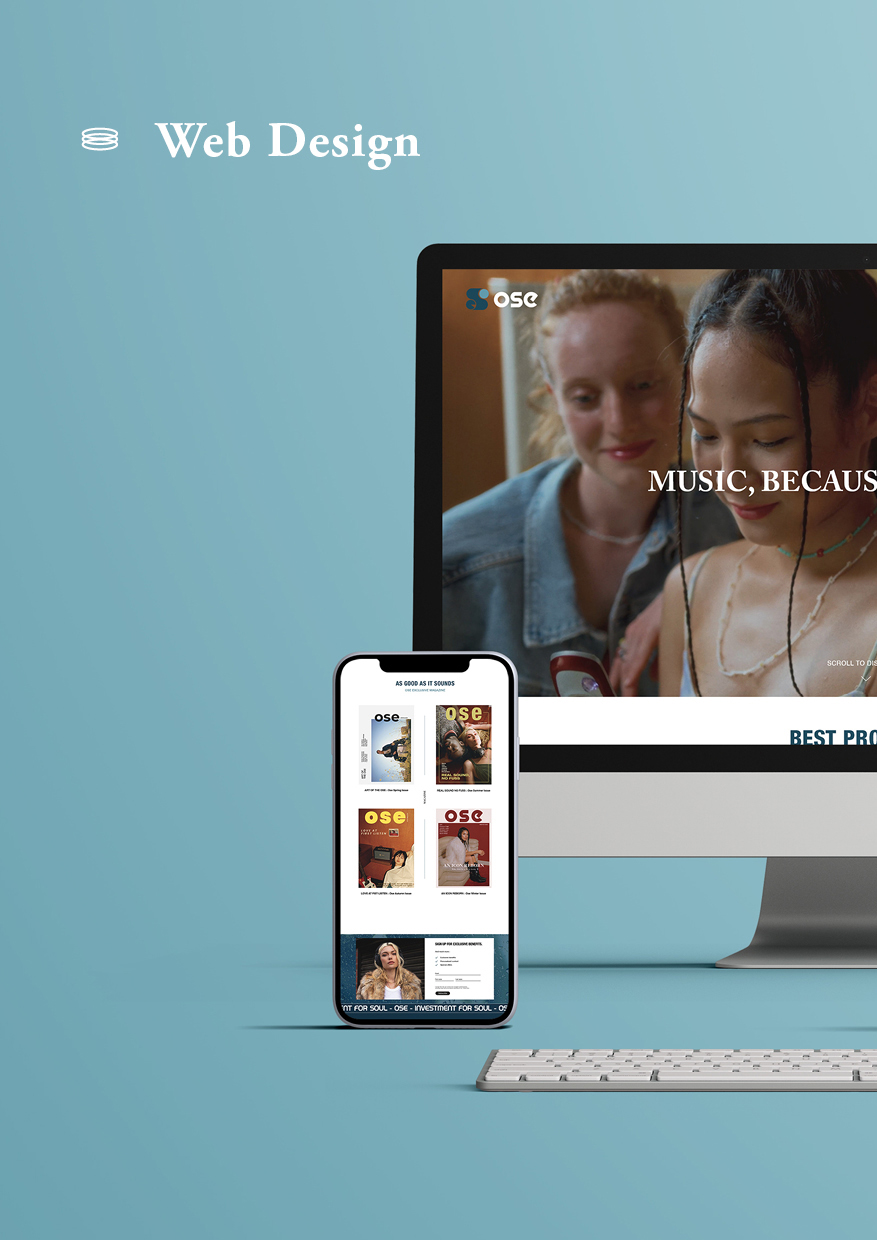 Web Design
ose
MUSIC, BECAUS
SCROLL TO DIS
BEST PRO
AS GOOD AS IT SOUNDS
OSE EXCLUSIVE MAGAZINE
ose
ose
REAL SOUND
NO FUSS
ART OF THE OSE - Ose Spring Issue
REAL SOUND NO FUSS - Ose Summer Issue
MAGAZINE
ose
LOVE AT
FIRST LISTEN
ose
AN ICON REBORN
LOVE AT FIRST LISTEN - Ose Autumn Issue
AN ICON REBORN - Ose Winter Issue
SIGN UP FOR EXCLUSIVE BENEFITS.
NT FOR SOUL - OSE - INVESTMENT FOR SOUL - OS